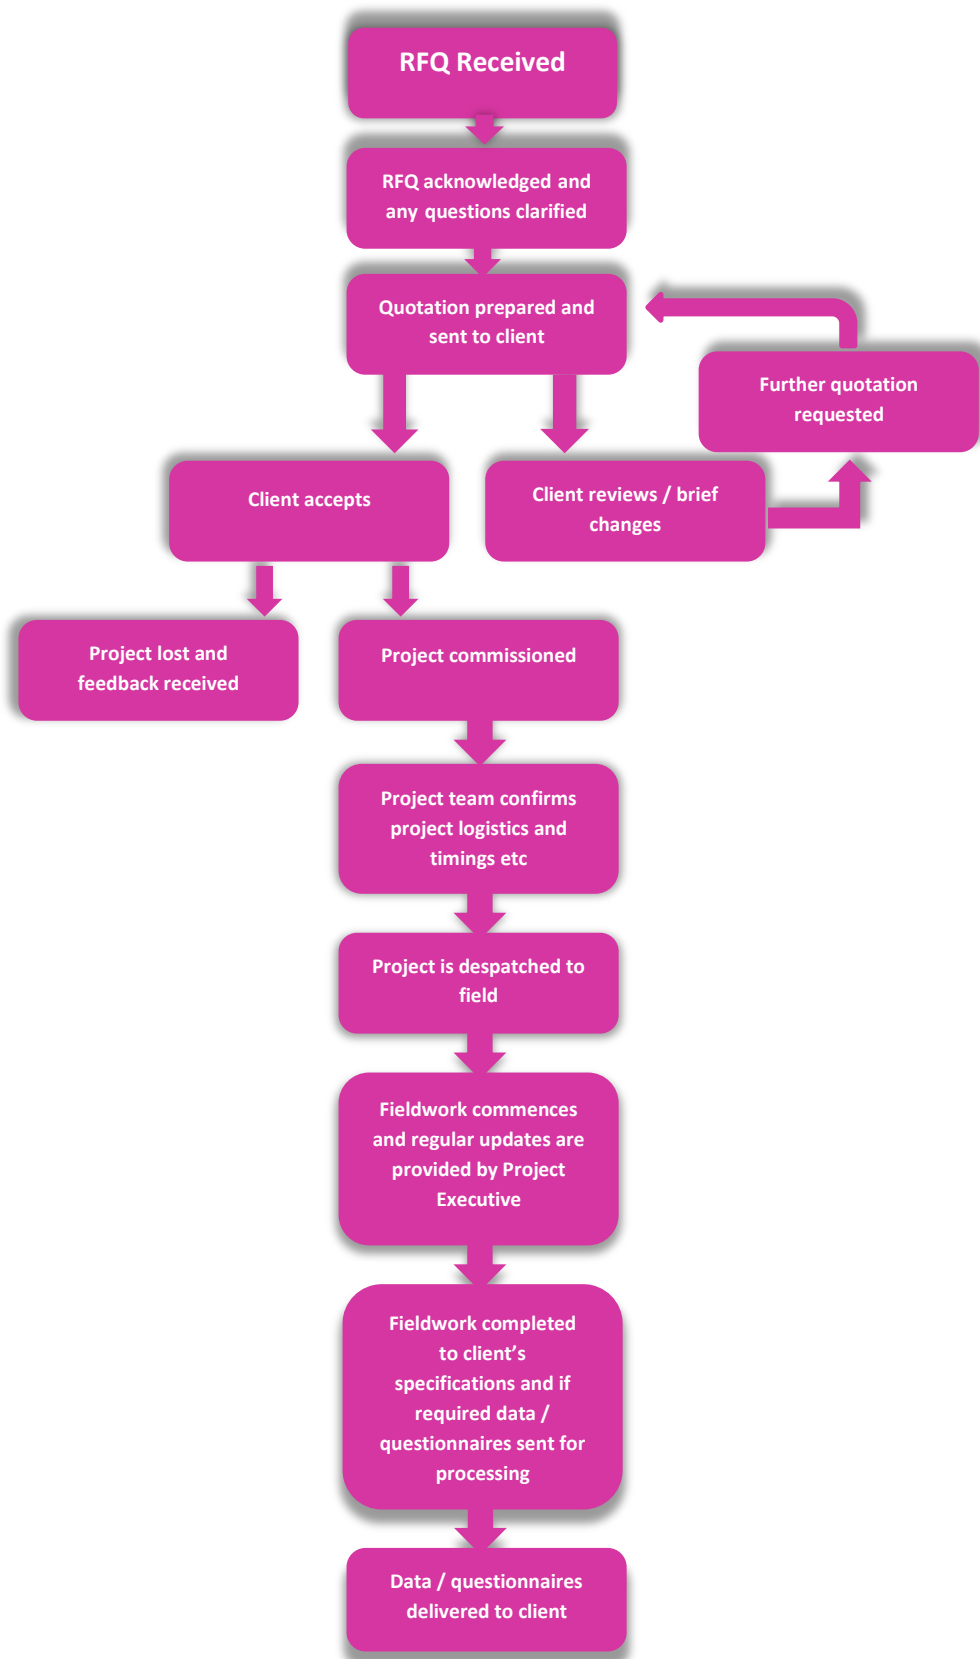 RFQ Received
RFQ acknowledged and
any questions clarified
Quotation prepared and
sent to client
Further quotation
requested
Client accepts
Client reviews / brief
changes
Project lost and
feedback received
Project commissioned
Project team confirms
project logistics and
timings etc
Project is despatched to
field
Fieldwork commences
and regular updates are
provided by Project
Executive
Fieldwork completed
to client’s
specifications and if
required data /
questionnaires sent for
processing
Data / questionnaires
delivered to client